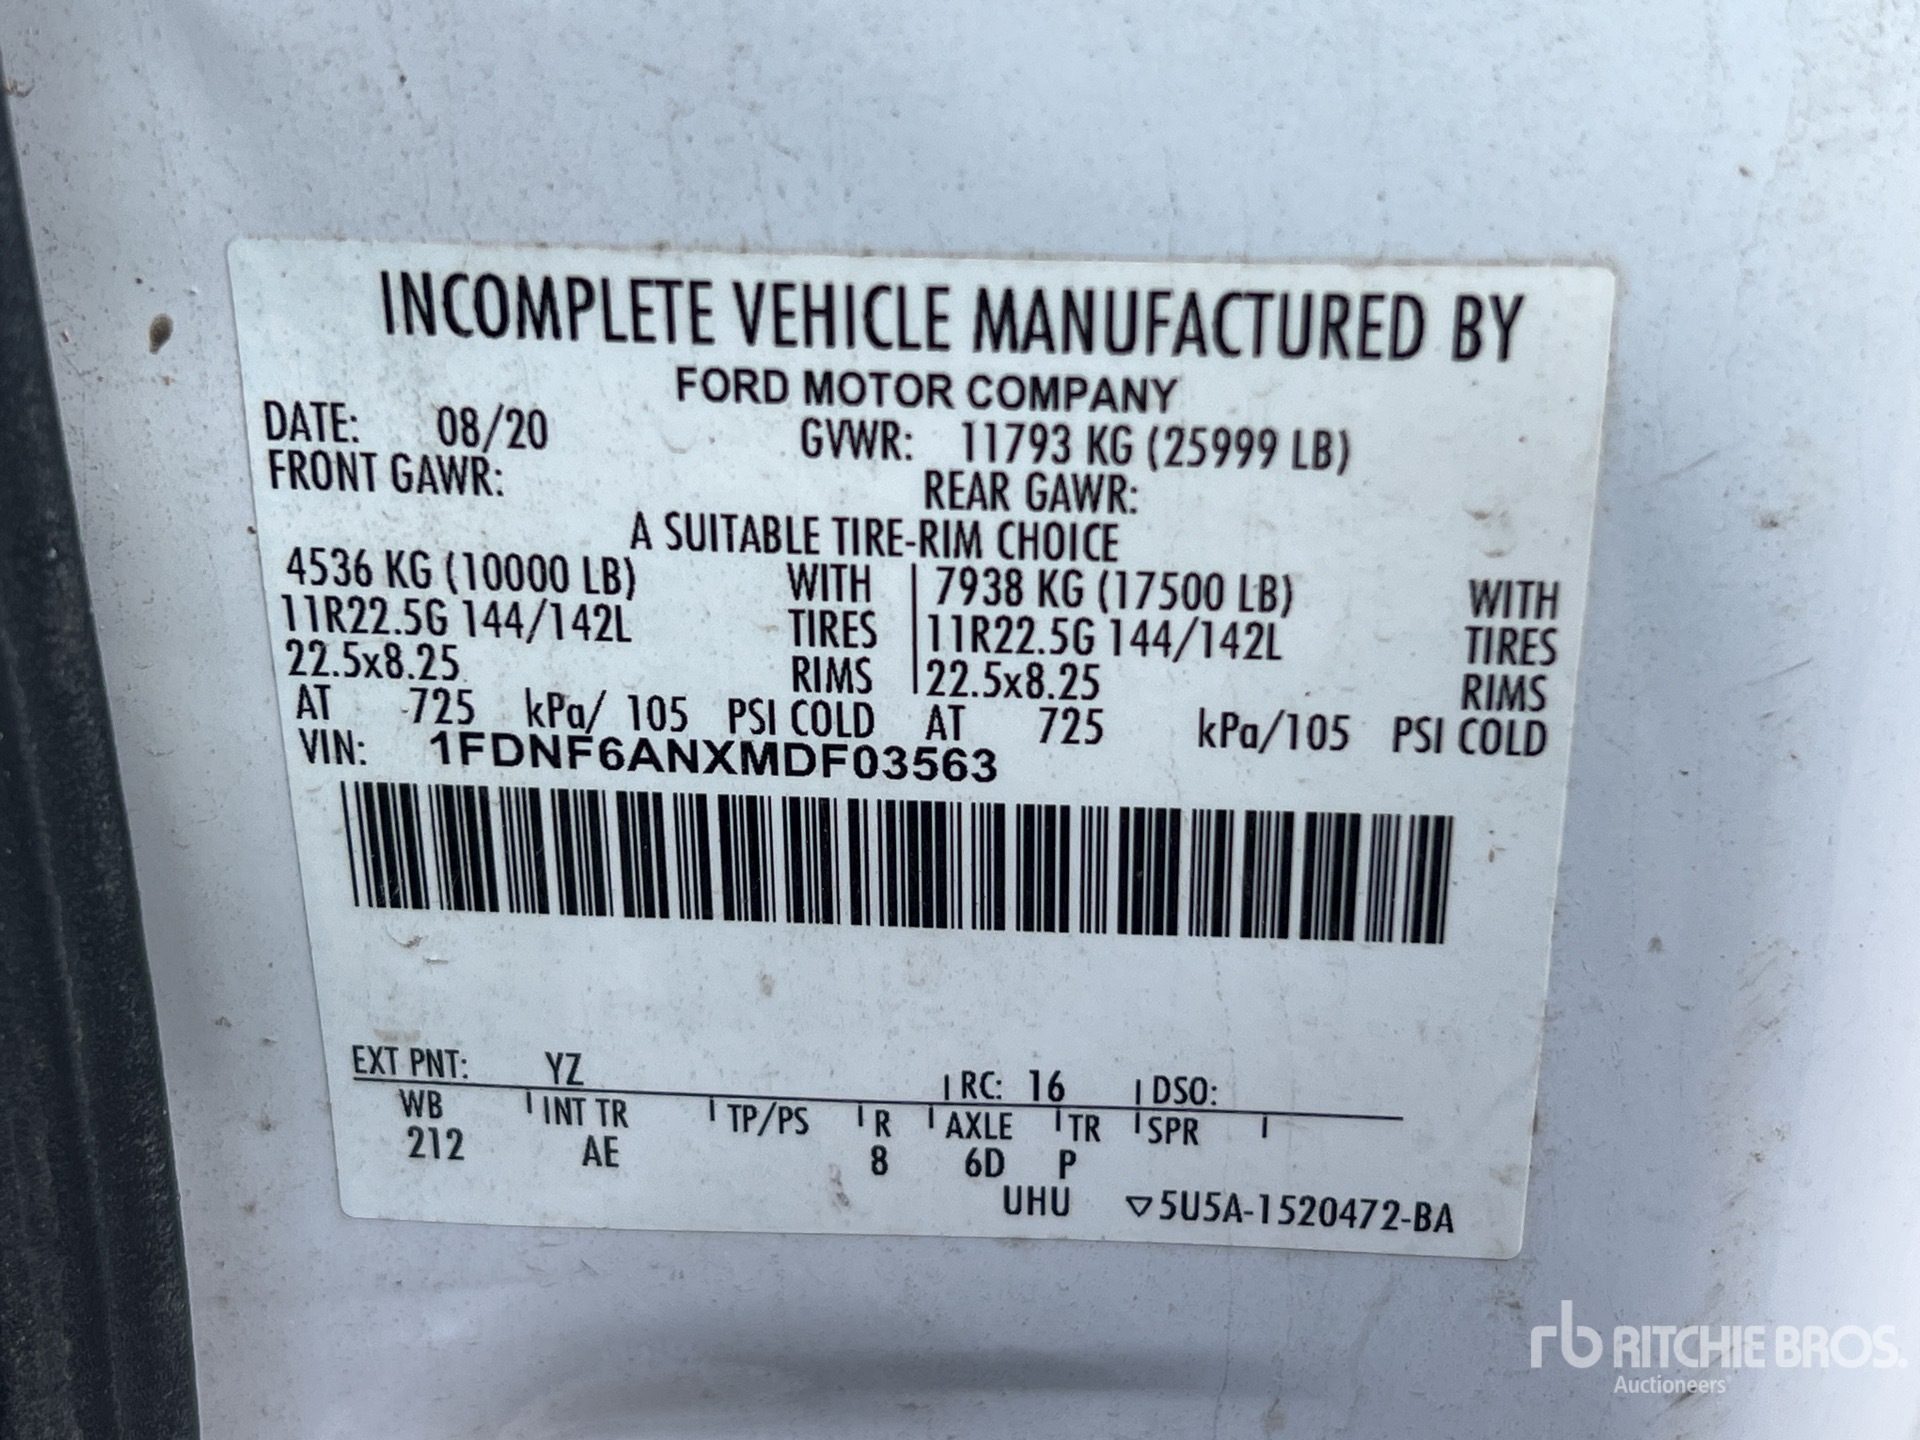 INCOMPLETE VEHICLE MANUFACTURED BY
FORD MOTOR COMPANY
DATE: 08/20 GVWR: 11793 KG (25999 LB)
FRONT GAWR: REAR GAWR:
A SUITABLE TIRE-RIM CHOICE
4536 KG (10000 LB) WITH 7938 KG (17500 LB) WITH
11R22.5G 144/142L TIRES 11R22.5G 144/142L TIRES
22.5x8.25 RIMS 22.5x8.25 RIMS
AT 725 kPa/ 105 PSI COLD AT 725 kPa/105 PSI COLD
VIN: 1FDNF6ANXMDF03563
EXT PNT: YZ RC: 16 DSO:
WB INT TR TP/PS R AXLE TR SPR
212 AE 8 6D P
UHU ▽5U5A-1520472-BA
rb RITCHIE BROS.
Auctioneers